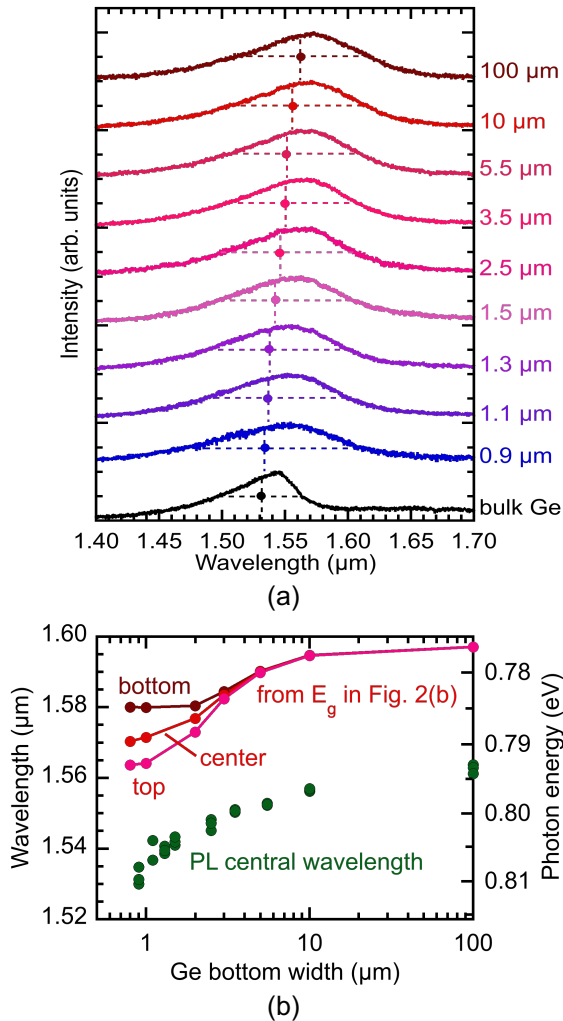 100 µm
10 µm
5.5 µm
3.5 µm
2.5 µm
1.5 µm
1.3 µm
1.1 µm
0.9 µm
bulk Ge
Intensity (arb. units)
1.40 1.45 1.50 1.55 1.60 1.65 1.70
Wavelength (µm)
(a)
1.60
1.58
1.56
1.54
1.52
Wavelength (µm)
bottom
from Eg in Fig. 2(b)
center
top
PL central wavelength
0.78
0.79
0.80
0.81
Photon energy (eV)
1 10 100
Ge bottom width (µm)
(b)